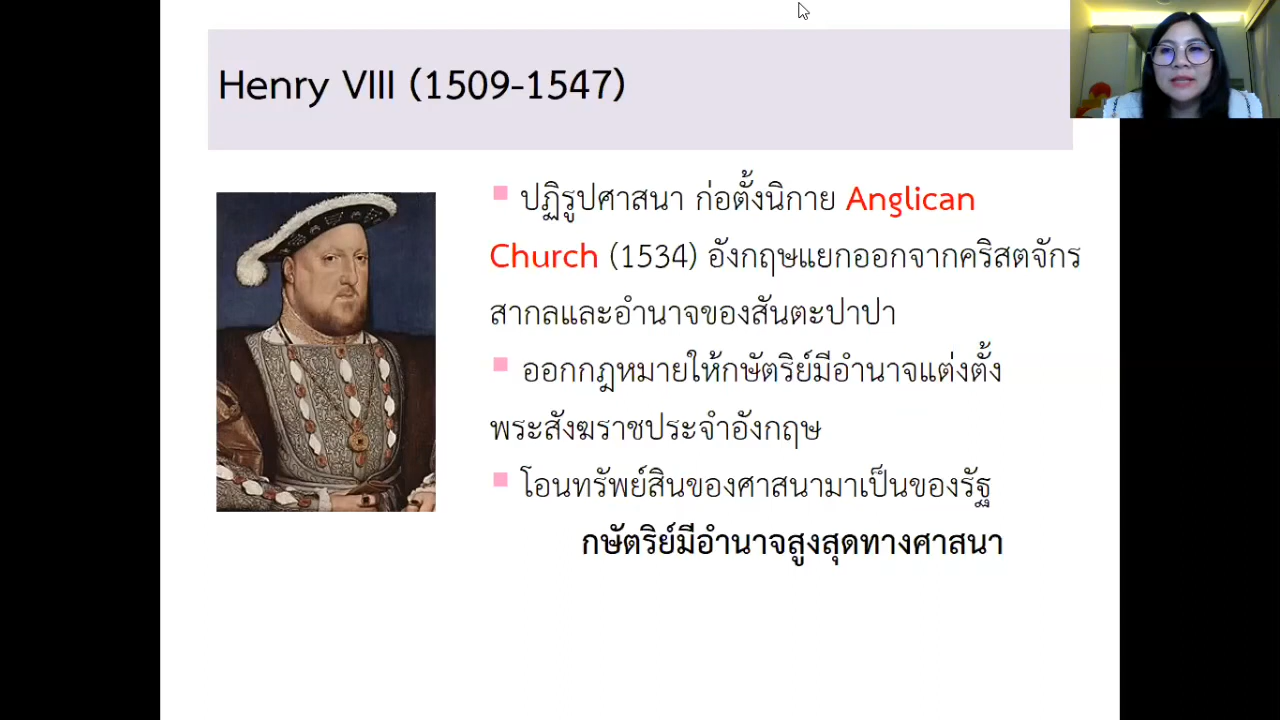 Henry VIII (1509-1547)
ปฏิรูปศาสนา ก่อตั้งนิกาย Anglican
Church (1534) อังกฤษแยกออกจากคริสตจักร
สากลและอำนาจของสันตะปาปา
ออกกฎหมายให้กษัตริย์มีอำนาจแต่งตั้ง
พระสังฆราชประจำอังกฤษ
โอนทรัพย์สินของศาสนามาเป็นของรัฐ
กษัตริย์มีอำนาจสูงสุดทางศาสนา